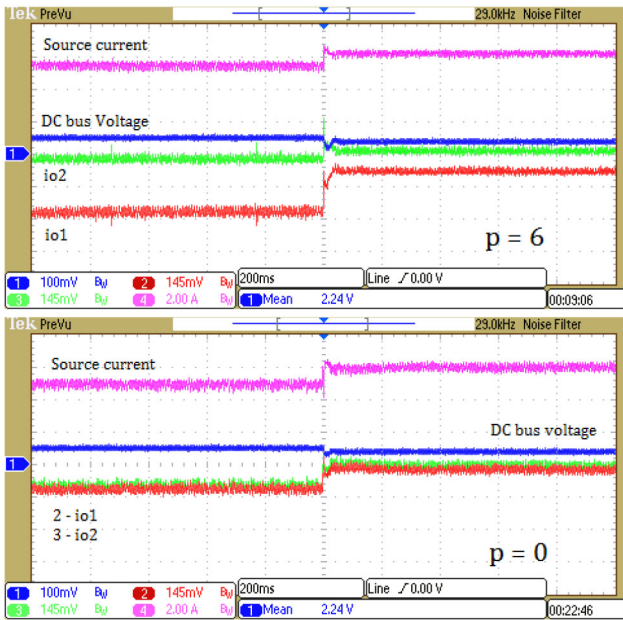 Tek PreVu 29.0kHz Noise Filter
Source current
DC bus Voltage
1
io2
io1
p = 6
1 100mV Bw 2 145mV Bw 200ms Line 0.00 V
3 145mV Bw 4 2.00 A Bw 1 Mean 2.24 V 00:09:06
Tek PreVu 29.0kHz Noise Filter
Source current
DC bus voltage
1
2 - io1
3 - io2
p = 0
1 100mV Bw 2 145mV Bw 200ms Line 0.00 V
3 145mV Bw 4 2.00 A Bw 1 Mean 2.24 V 00:22:46